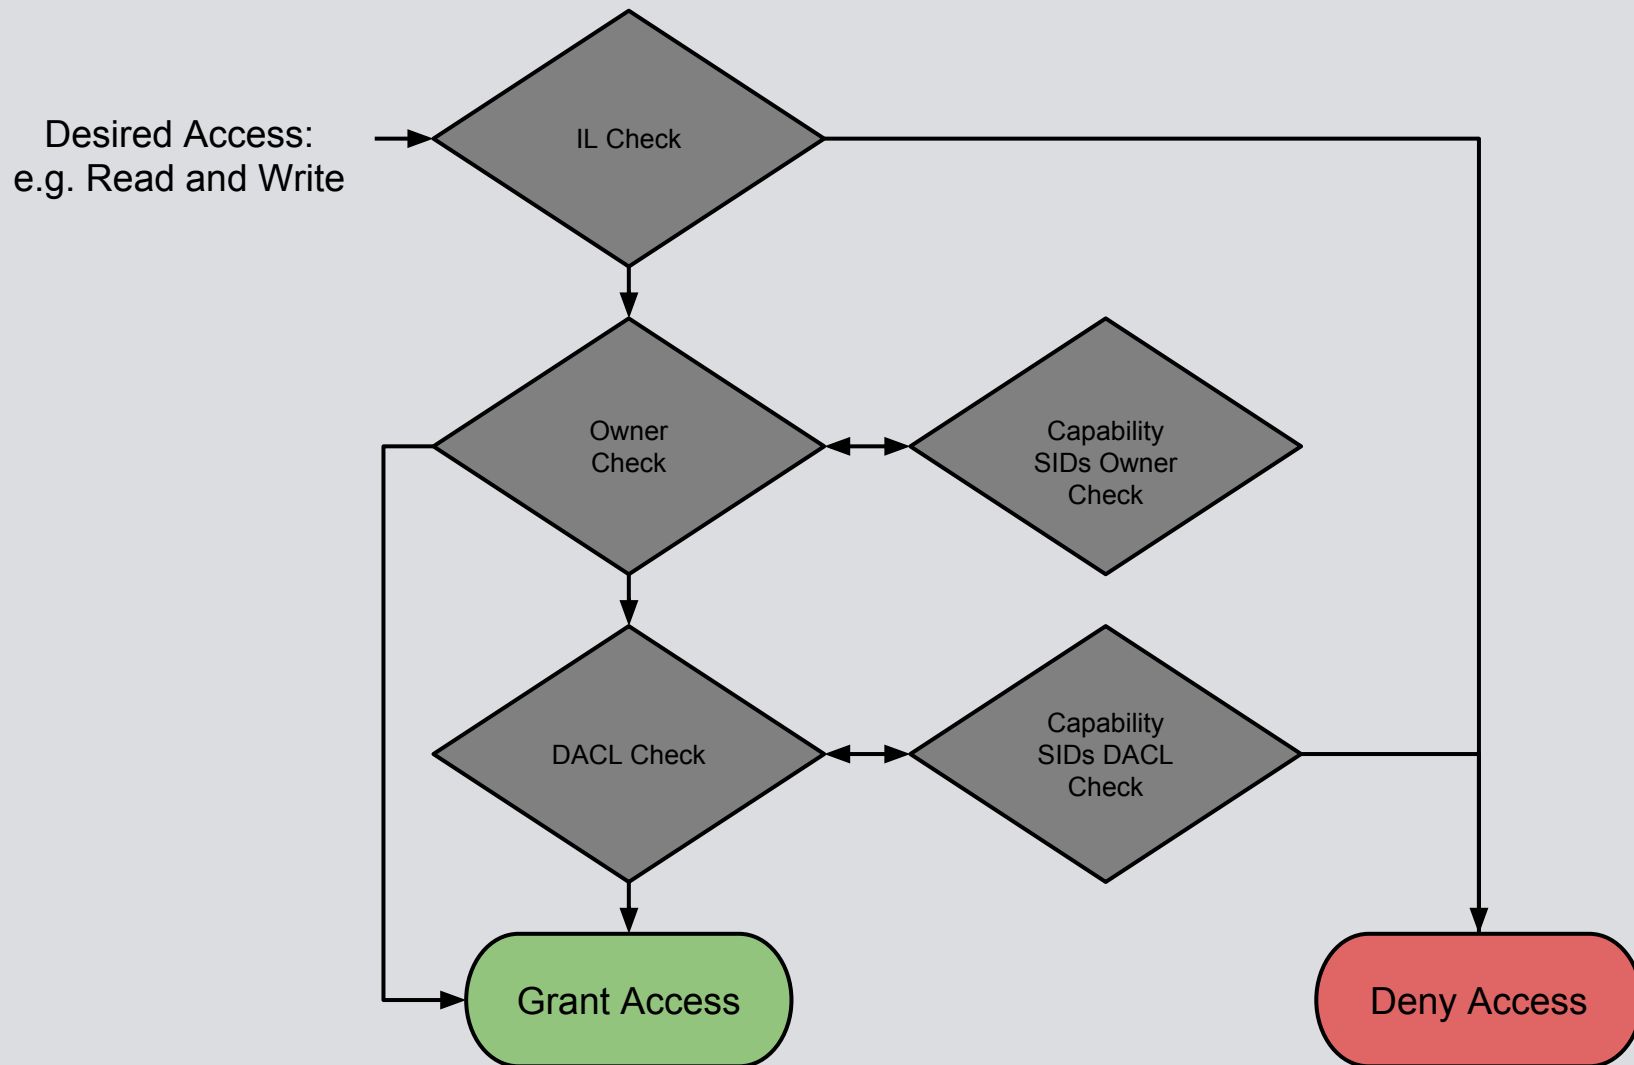 Desired Access:
e.g. Read and Write
IL Check
Owner
Check
Capability
SIDs Owner
Check
DACL Check
Capability
SIDs DACL
Check
Grant Access
Deny Access